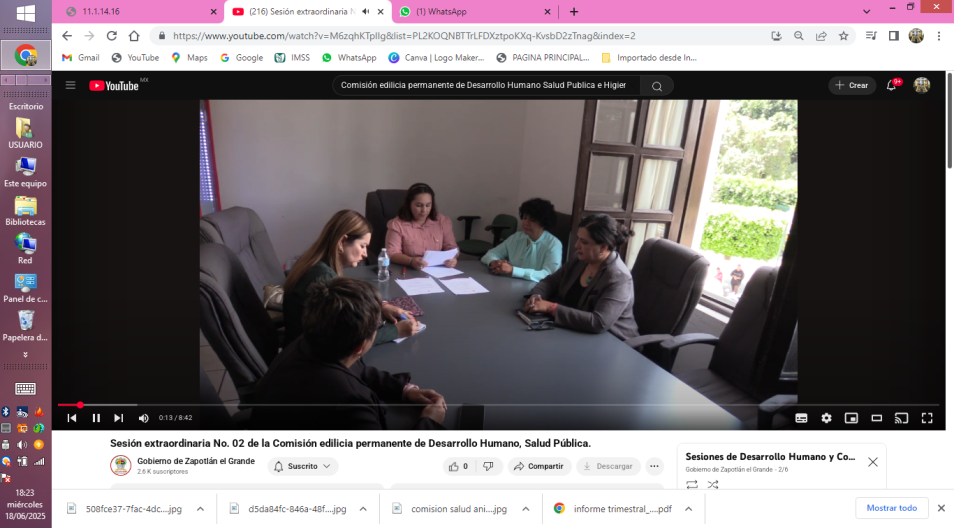 11.1.14.16
(216) Sesión extraordinaria N
(1) WhatsApp
https://www.youtube.com/watch?v=M6zqhKTpIIg&list=PL2KOQNBTTrLFDXztpoKXq-KvsbD2zTnag&index=2
Gmail YouTube Maps Google IMSS WhatsApp Canva | Logo Maker... PAGINA PRINCIPAL... Importado desde In...
YouTube MX
Comisión edilicia permanente de Desarrollo Humano Salud Publica e Higier
Crear
9+
Escritorio
USUARIO
Este equipo
Bibliotecas
Red
Panel de c...
Papelera d...
0:13 / 8:42
Sesión extraordinaria No. 02 de la Comisión edilicia permanente de Desarrollo Humano, Salud Pública.
Gobierno de Zapotlán el Grande
2.6 K suscriptores
Suscrito
0
Compartir
Descargar
Sesiones de Desarrollo Humano y Co...
Gobierno de Zapotlán el Grande - 2/6
18:23
miércoles
18/06/2025
508fce37-7fac-4dc....jpg
d5da84fc-846a-48f....jpg
comision salud ani....jpg
informe trimestral_....pdf
Mostrar todo